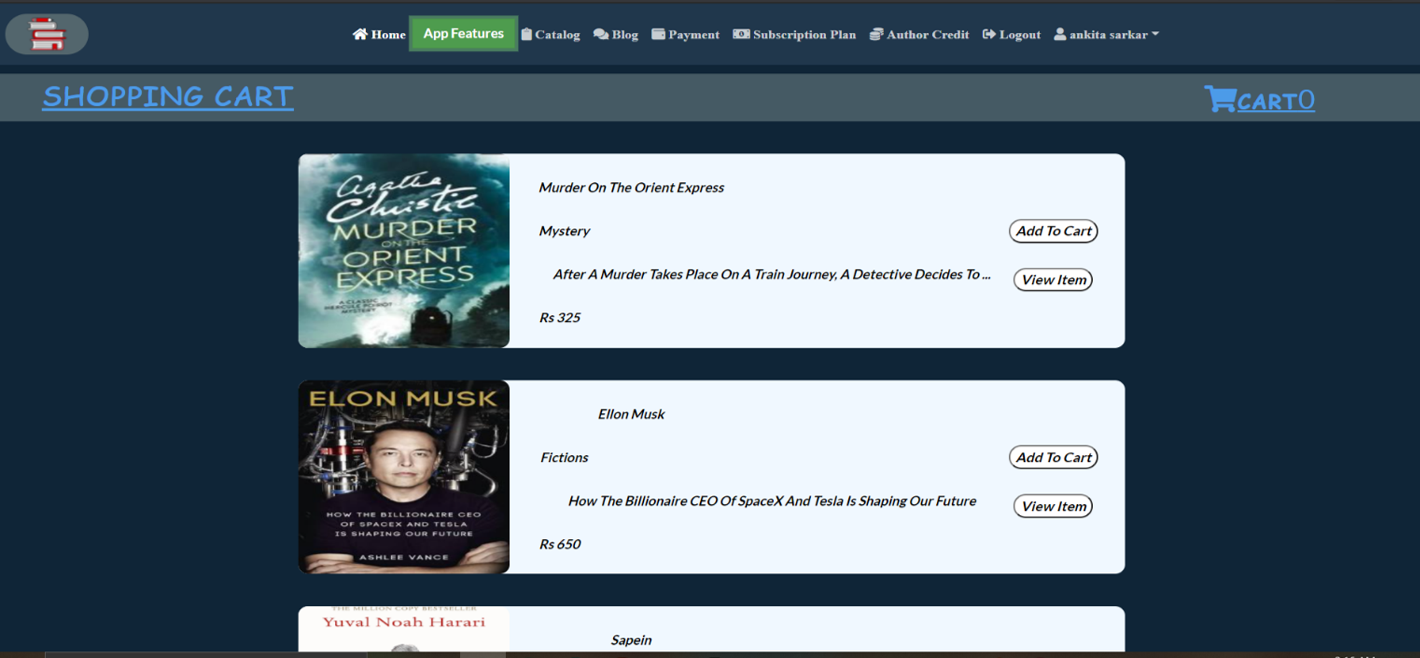 Home App Features Catalog Blog Payment Subscription Plan Author Credit Logout ankita sarkar
SHOPPING CART
CART0
Agatha
Christie
MURDER
ON THE
ORIENT
EXPRESS
A CLASSIC
HERCULE POIROT
MYSTERY
Murder On The Orient Express
Mystery
After A Murder Takes Place On A Train Journey, A Detective Decides To ...
Rs 325
Add To Cart
View Item
ELON MUSK
HOW THE BILLIONAIRE CEO
OF SPACEX AND TESLA
IS SHAPING OUR FUTURE
ASHLEE VANCE
Ellon Musk
Fictions
How The Billionaire CEO Of SpaceX And Tesla Is Shaping Our Future
Rs 650
Add To Cart
View Item
THE MILLION COPY BESTSELLER
Yuval Noah Harari
Sapein